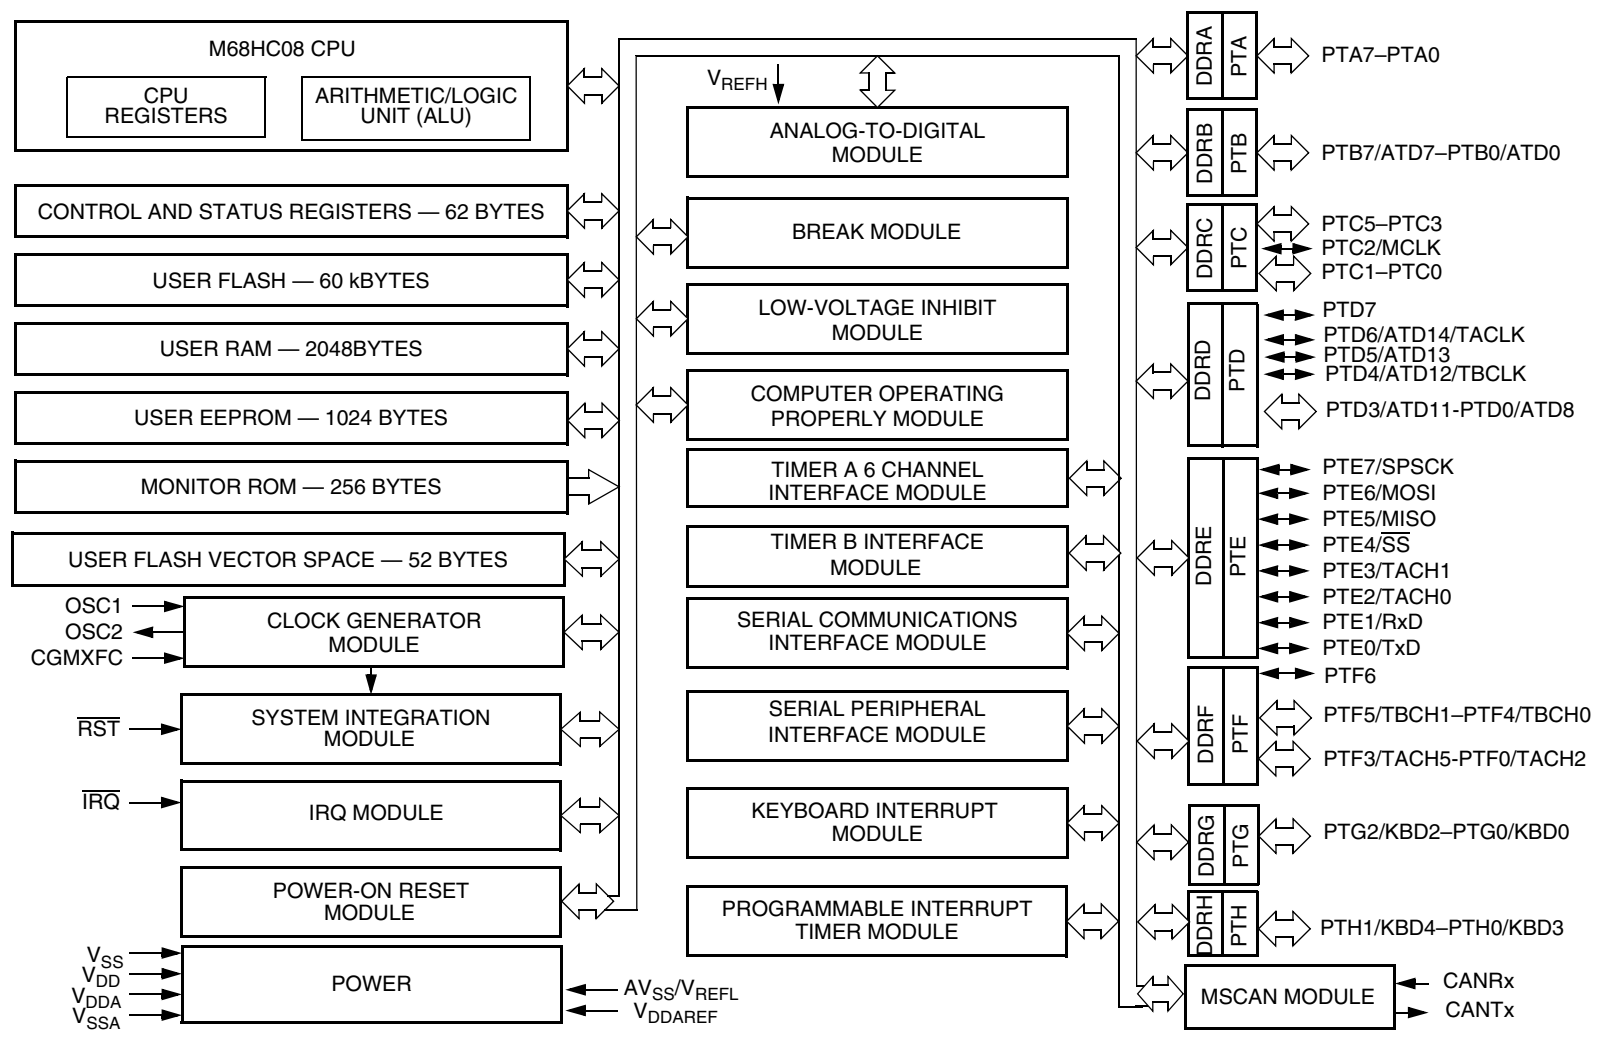 M68HC08 CPU
CPU
REGISTERS
ARITHMETIC/LOGIC
UNIT (ALU)
CONTROL AND STATUS REGISTERS — 62 BYTES
USER FLASH — 60 kBYTES
USER RAM — 2048BYTES
USER EEPROM — 1024 BYTES
MONITOR ROM — 256 BYTES
USER FLASH VECTOR SPACE — 52 BYTES
OSC1
OSC2
CGMXFC
CLOCK GENERATOR
MODULE
RST
SYSTEM INTEGRATION
MODULE
IRQ
IRQ MODULE
POWER-ON RESET
MODULE
VSS
VDD
VDDA
VSSA
POWER
AVSS/VREFL
VDDAREF
VREFH
ANALOG-TO-DIGITAL
MODULE
BREAK MODULE
LOW-VOLTAGE INHIBIT
MODULE
COMPUTER OPERATING
PROPERLY MODULE
TIMER A 6 CHANNEL
INTERFACE MODULE
TIMER B INTERFACE
MODULE
SERIAL COMMUNICATIONS
INTERFACE MODULE
SERIAL PERIPHERAL
INTERFACE MODULE
KEYBOARD INTERRUPT
MODULE
PROGRAMMABLE INTERRUPT
TIMER MODULE
DDRA
PTA
PTA7–PTA0
DDRB
PTB
PTB7/ATD7–PTB0/ATD0
DDRC
PTC
PTC5–PTC3
PTC2/MCLK
PTC1–PTC0
DDRD
PTD
PTD7
PTD6/ATD14/TACLK
PTD5/ATD13
PTD4/ATD12/TBCLK
PTD3/ATD11-PTD0/ATD8
DDRE
PTE
PTE7/SPSCK
PTE6/MOSI
PTE5/MISO
PTE4/SS
PTE3/TACH1
PTE2/TACH0
PTE1/RxD
PTE0/TxD
DDRF
PTF
PTF6
PTF5/TBCH1–PTF4/TBCH0
PTF3/TACH5-PTF0/TACH2
DDRG
PTG
PTG2/KBD2–PTG0/KBD0
DDRH
PTH
PTH1/KBD4–PTH0/KBD3
MSCAN MODULE
CANRx
CANTx